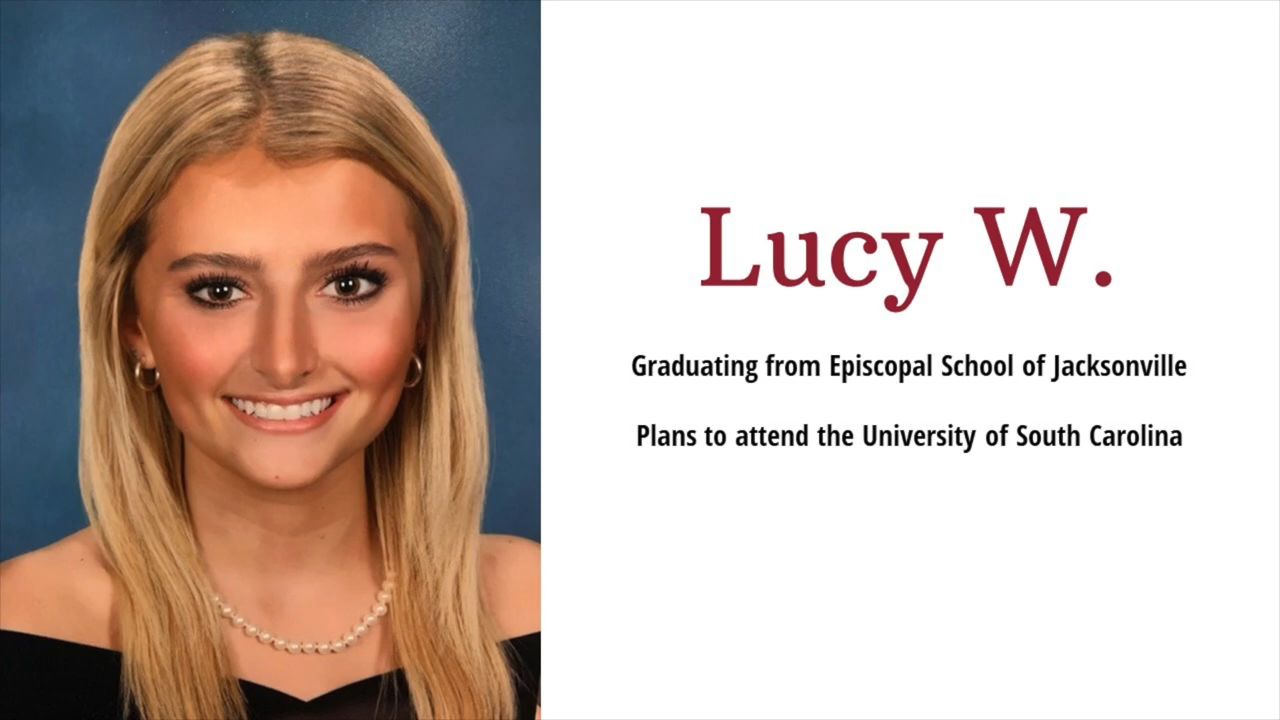 Lucy W.
Graduating from Episcopal School of Jacksonville
Plans to attend the University of South Carolina